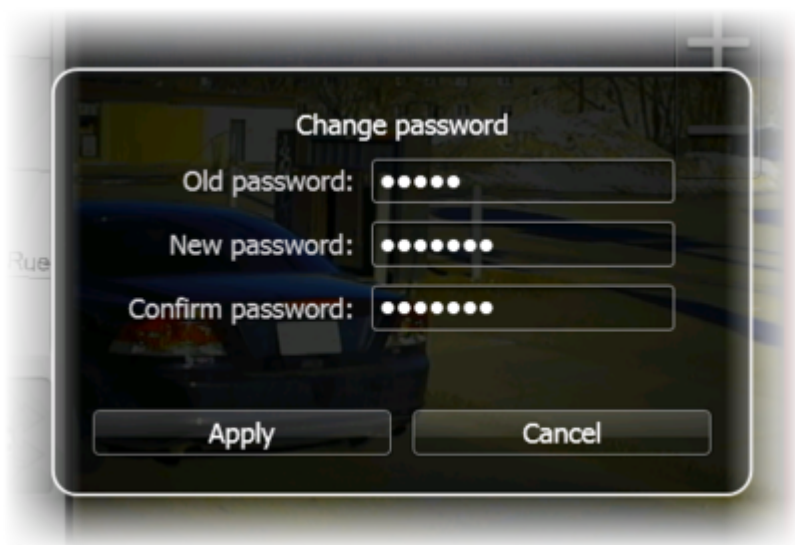 Change password
Old password: •••••
New password: •••••••
Confirm password: •••••••
Apply Cancel
Rue